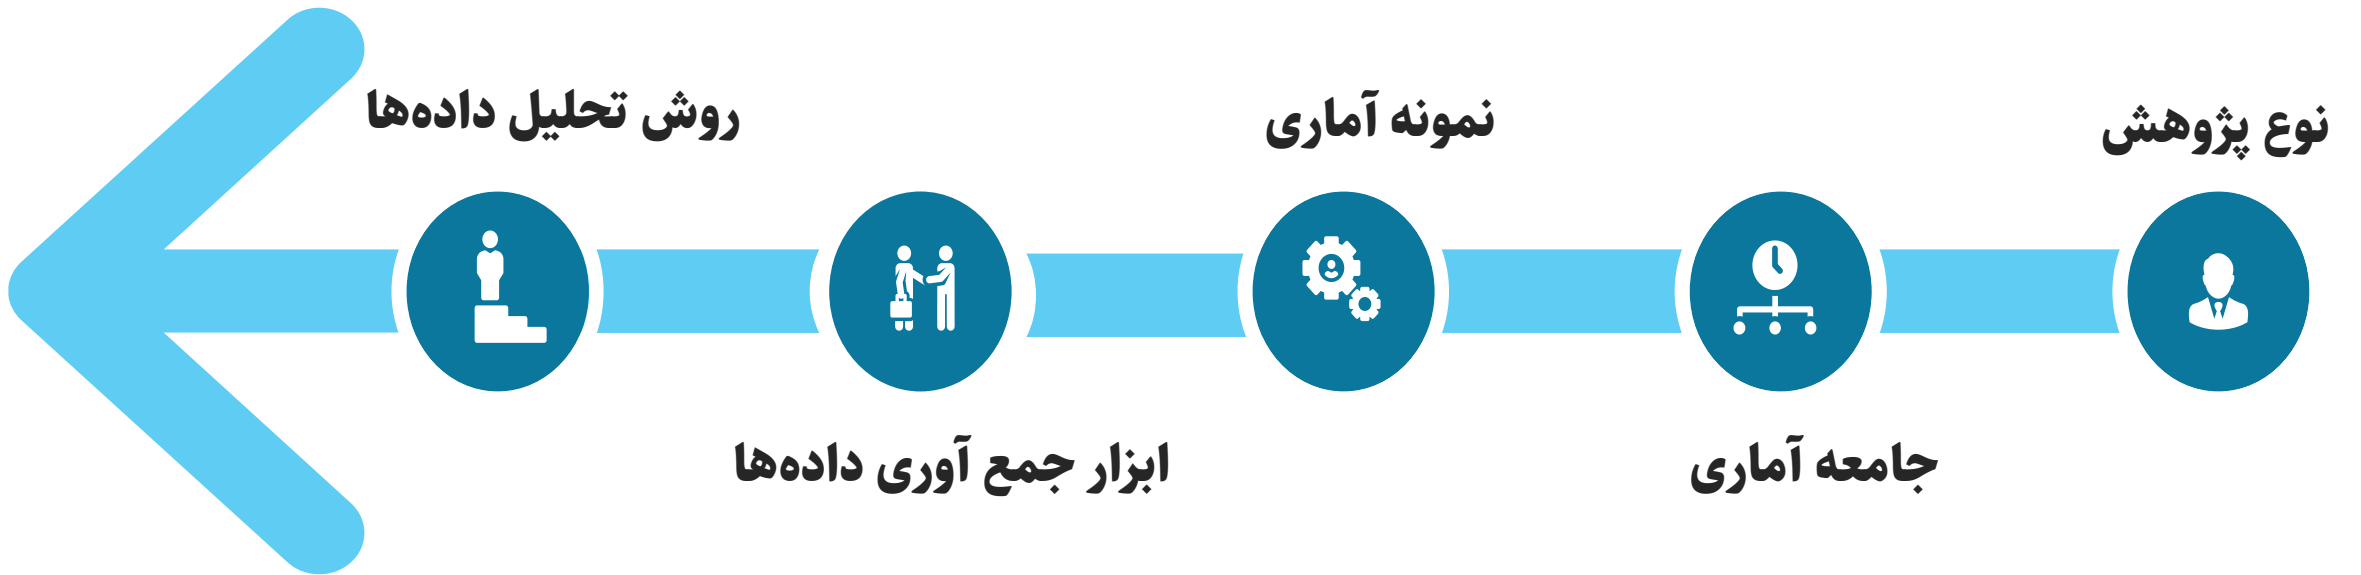 نوع پژوهش
جامعه آماری
نمونه آماری
ابزار جمع آوری داده‌ها
روش تحلیل داده‌ها